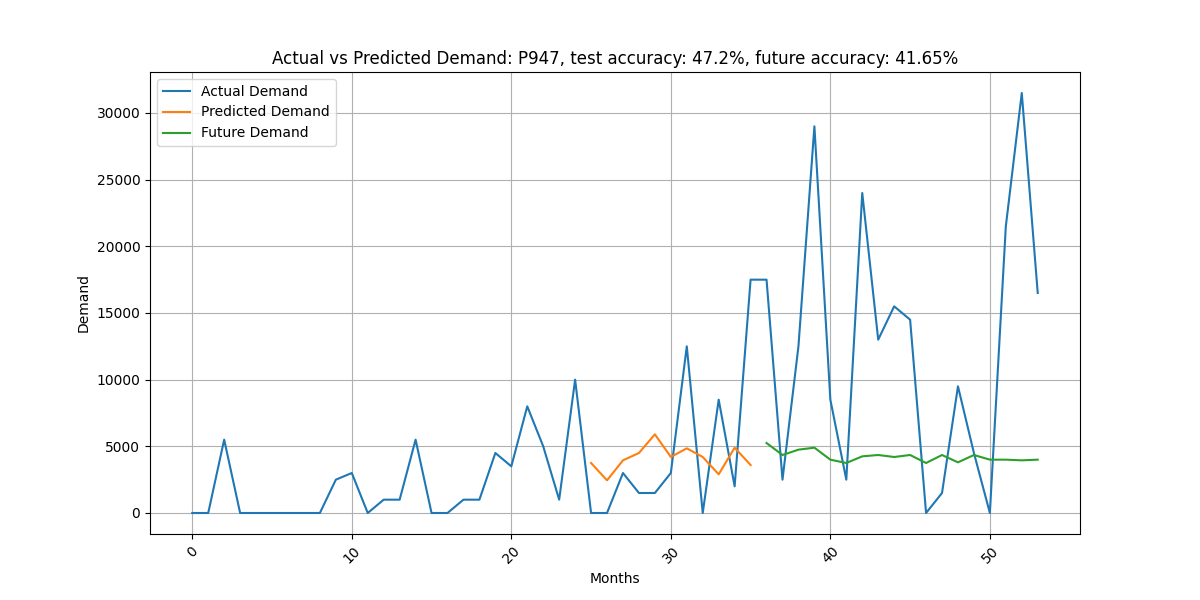 Actual vs Predicted Demand: P947, test accuracy: 47.2%, future accuracy: 41.65%
Actual Demand
Predicted Demand
Future Demand
30000
25000
20000
15000
10000
5000
0
Demand
0
10
20
30
40
50
Months